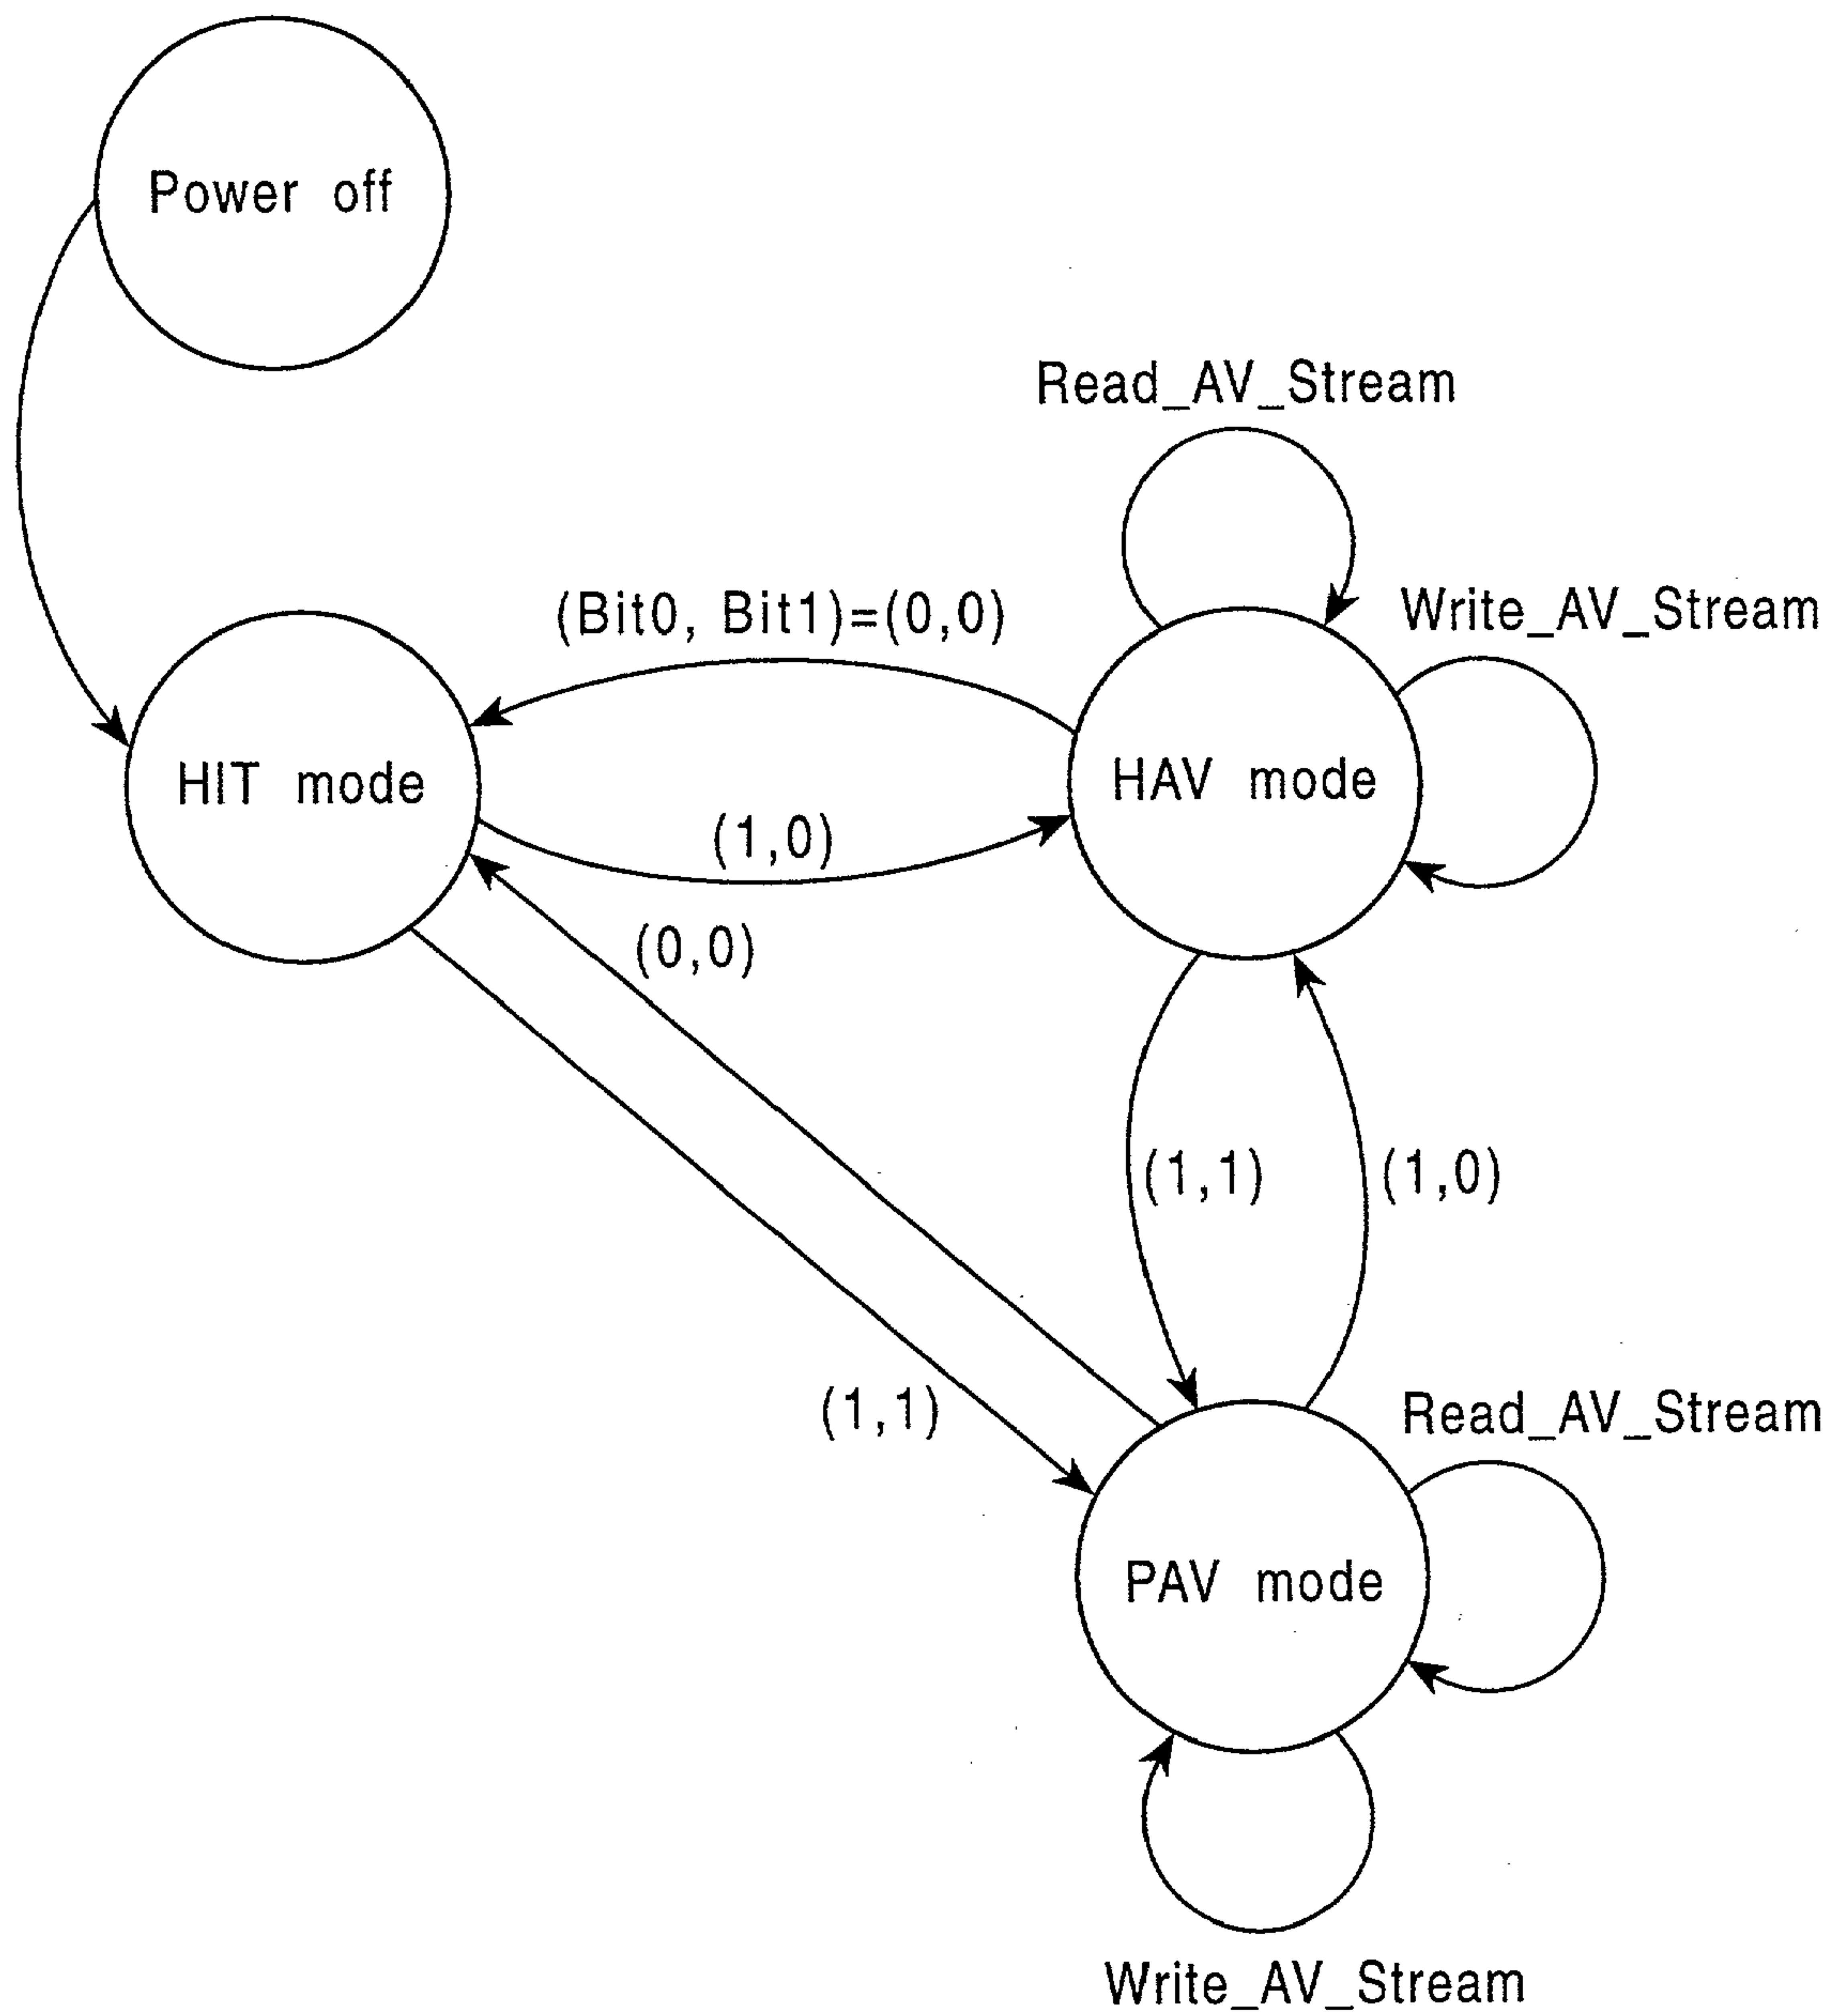 Power off
Read_AV_Stream
(Bit0, Bit1)=(0,0)
Write_AV_Stream
HIT mode
HAV mode
(1,0)
(0,0)
(1,1)
(1,0)
(1,1)
Read_AV_Stream
PAV mode
Write_AV_Stream